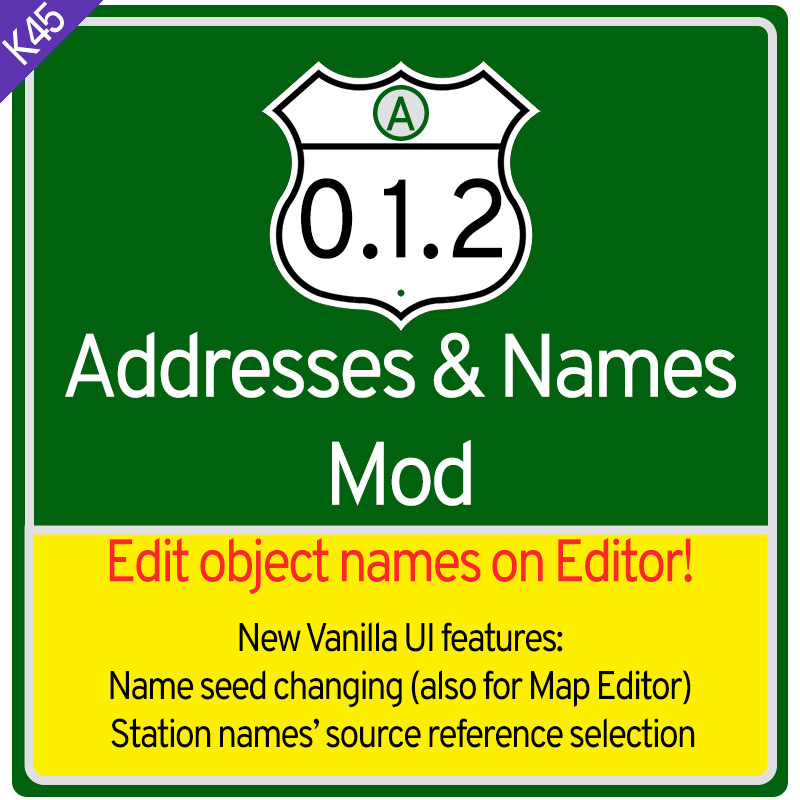 K45
A
0.1.2
Addresses & Names
Mod
Edit object names on Editor!
New Vanilla UI features:
Name seed changing (also for Map Editor)
Station names’ source reference selection